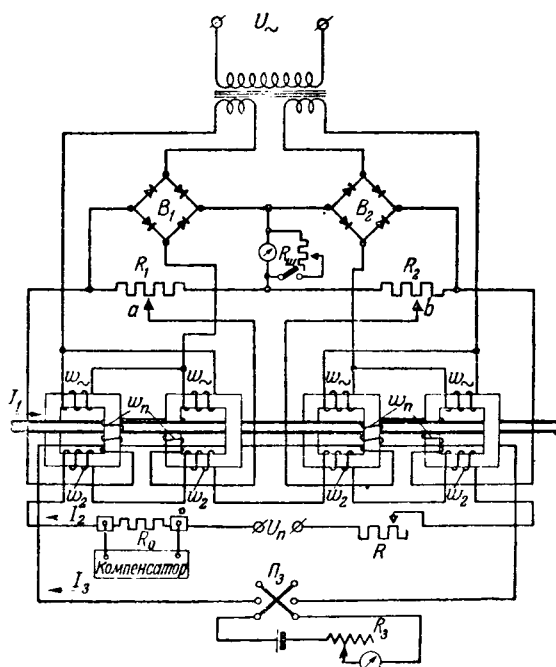 U~
B₁
B₂
Rш
R₁
R₂
a
b
w~
w~
w~
w~
wп
wп
I₁
w₂
w₂
w₂
w₂
I₂
R₀
Uп
R
Компенсатор
I₃
П₃
R₃